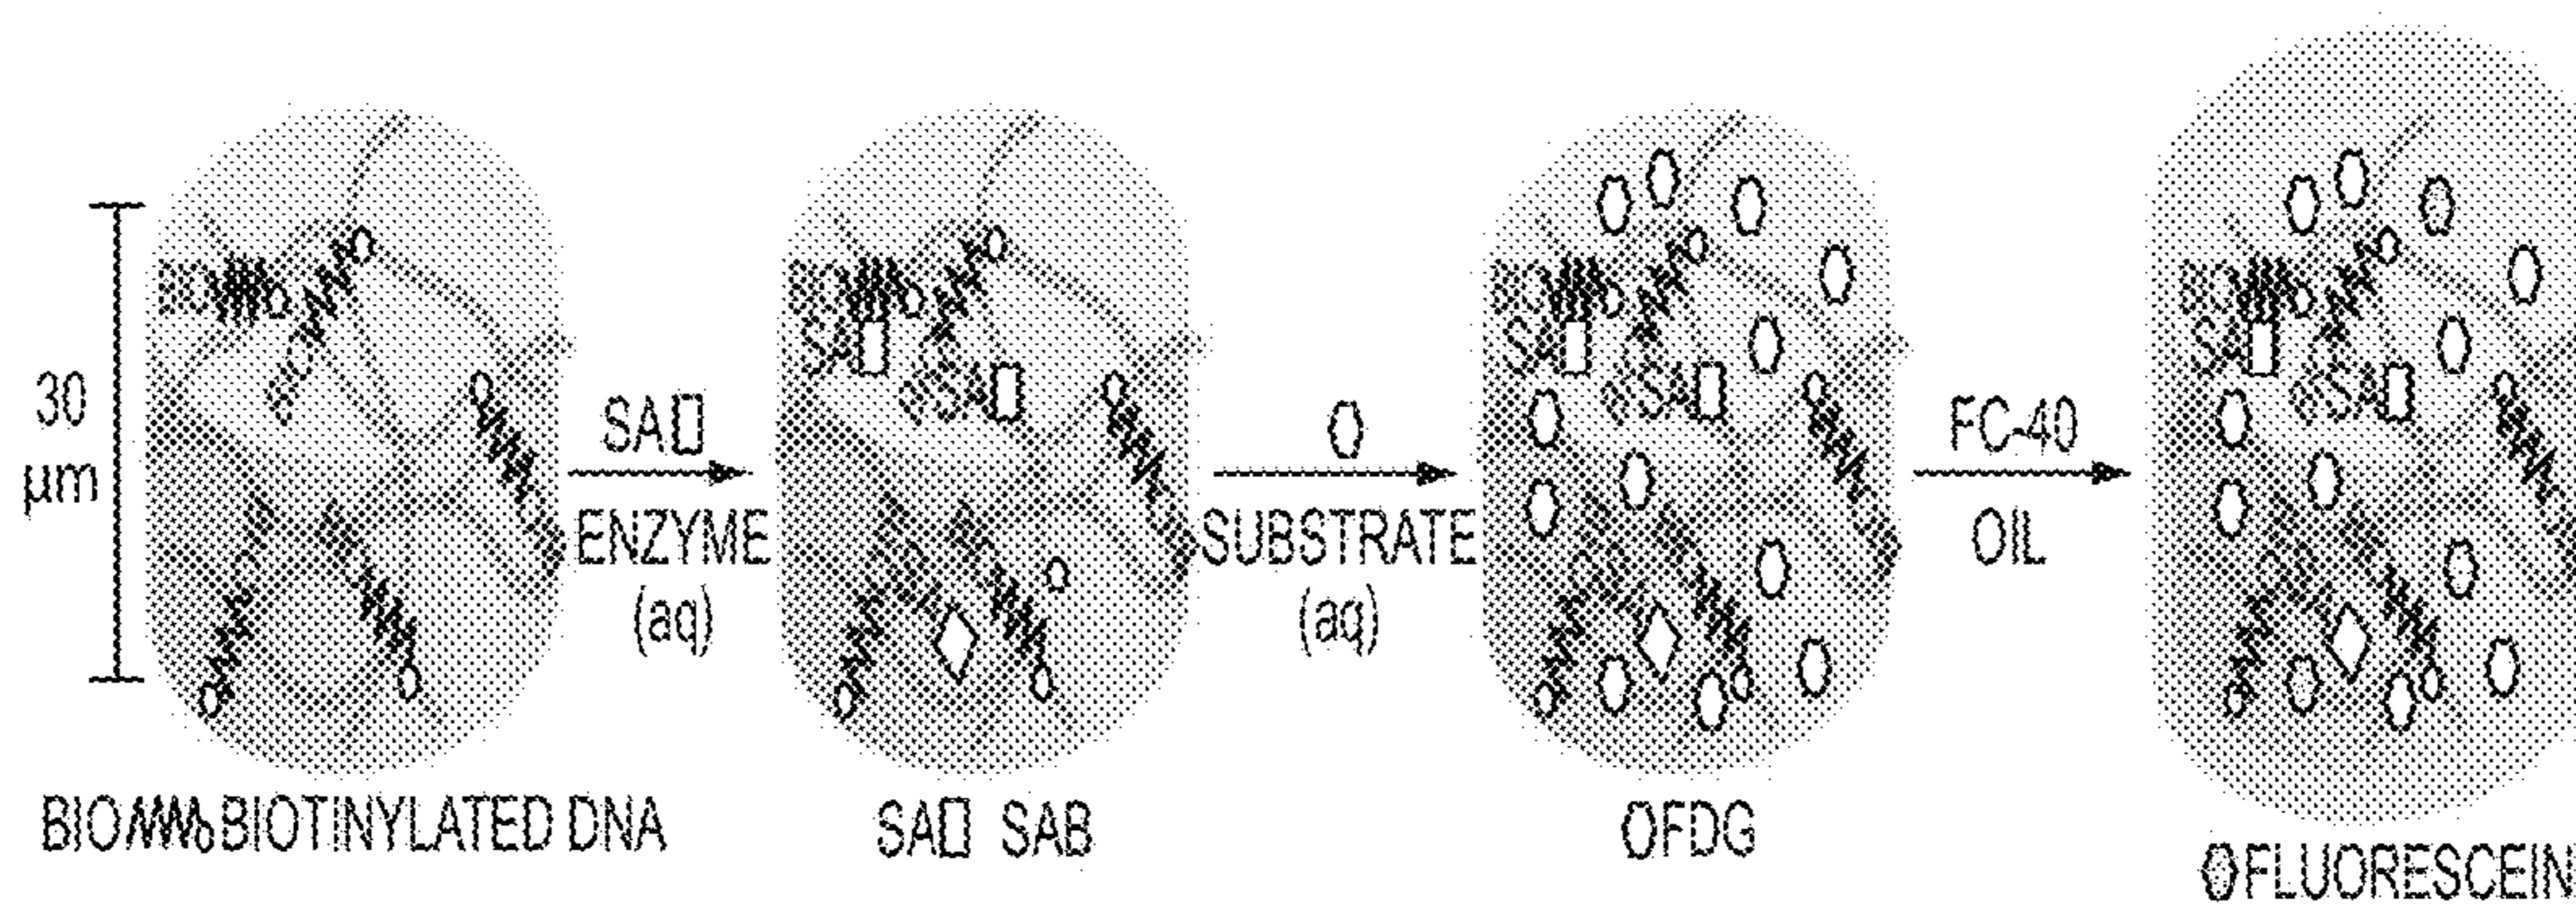 30
µm
BIO
BIO
SA
ENZYME
(aq)
BIO
SA
SA
SUBSTRATE
(aq)
BIO
SA
SA
FC-40
OIL
BIO
SA
SA
BIO BIOTINYLATED DNA
SA SAB
FDG
FLUORESCEIN